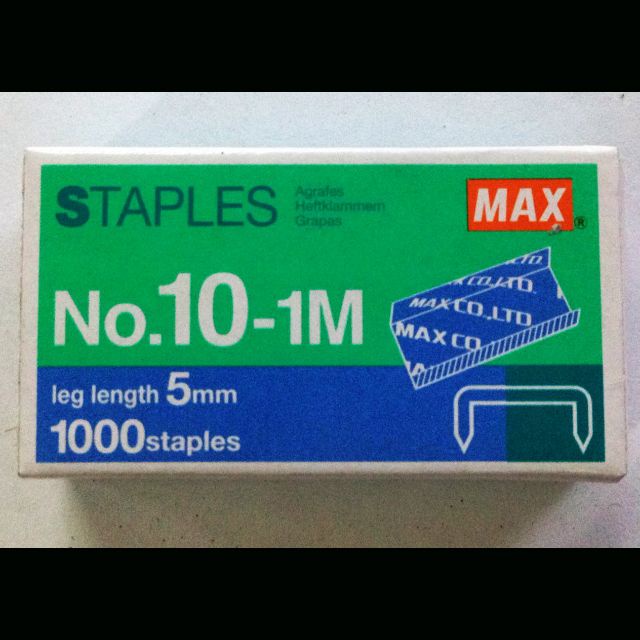 STAPLES
Agrafes
Heftklammern
Grapas
MAX®
No.10-1M
MAX CO.,LTD.
MAX CO.,LTD
MAX CO
leg length 5mm
1000staples